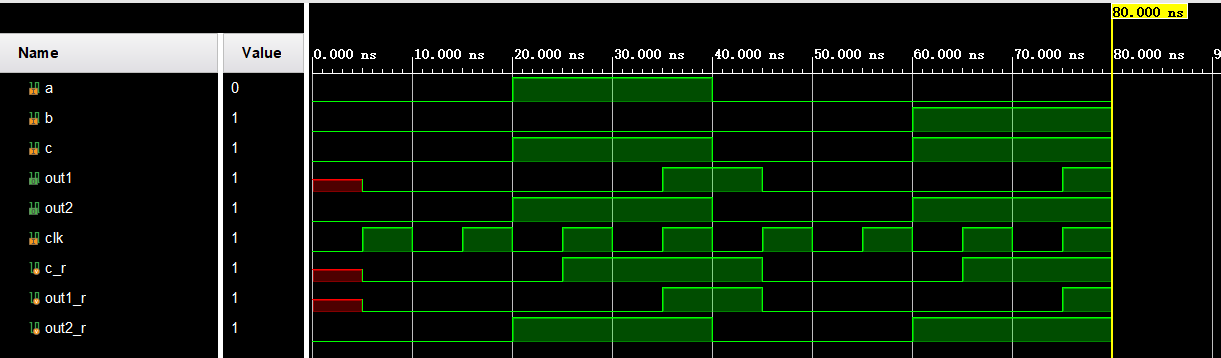 80.000 ns
Name Value
0.000 ns 10.000 ns 20.000 ns 30.000 ns 40.000 ns 50.000 ns 60.000 ns 70.000 ns 80.000 ns 9
a 0
b 1
c 1
out1 1
out2 1
clk 1
c_r 1
out1_r 1
out2_r 1